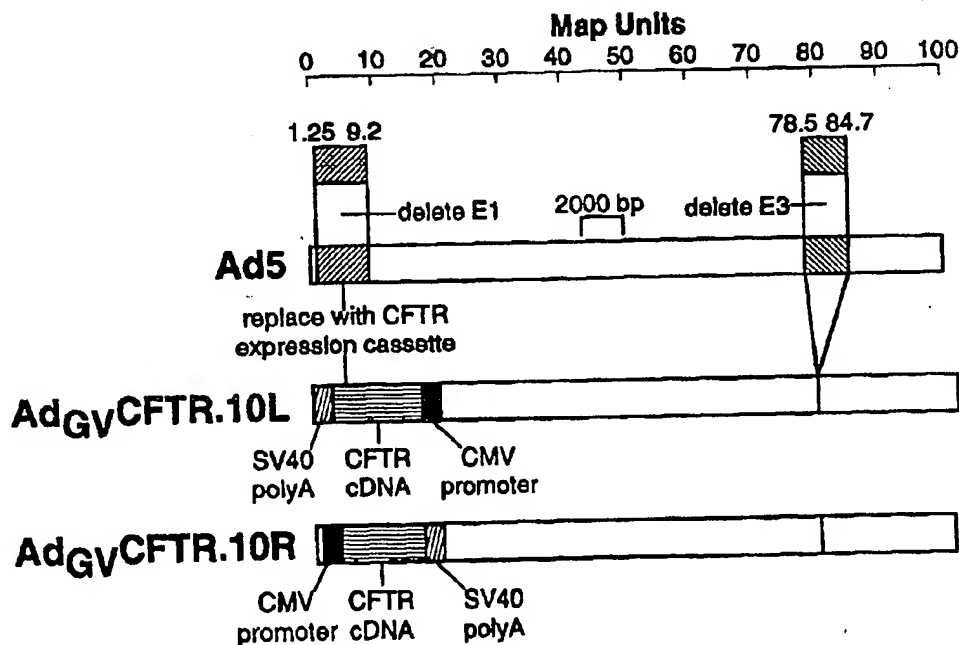 Map Units
0 10 20 30 40 50 60 70 80 90 100
1.25 9.2
78.5 84.7
delete E1
2000 bp
delete E3
Ad5
replace with CFTR
expression cassette
AdGVCFTR.10L
SV40
polyA
CFTR
cDNA
CMV
promoter
AdGVCFTR.10R
CMV
promoter
CFTR
cDNA
SV40
polyA